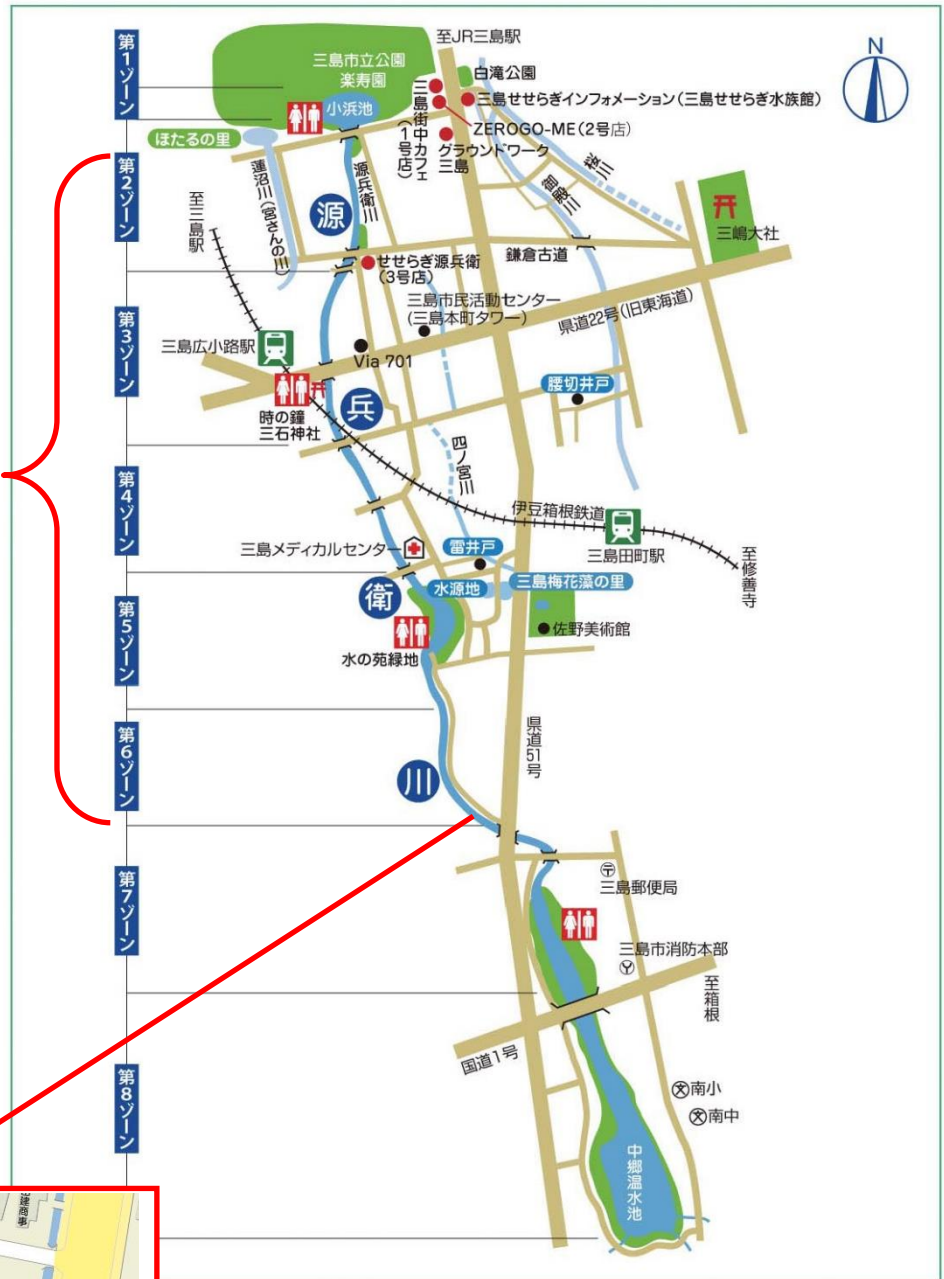 至JR三島駅
N
第1ゾーン
三島市立公園
楽寿園
白滝公園
三島せせらぎインフォメーション(三島せせらぎ水族館)
小浜池
三島街中カフェ
(1号店)
ZEROGO-ME(2号店)
グラウンドワーク
三島
ほたるの里
桜川
第2ゾーン
蓮沼川(宮さんの川)
源兵衛川
御殿川
至三島駅
源
三嶋大社
鎌倉古道
せせらぎ源兵衛
(3号店)
三島市民活動センター
(三島本町タワー)
県道22号(旧東海道)
第3ゾーン
三島広小路駅
Via 701
腰切井戸
兵
時の鐘
三石神社
四ノ宮川
第4ゾーン
伊豆箱根鉄道
三島メディカルセンター
雷井戸
三島田町駅
至修善寺
衛
水源地
三島梅花藻の里
第5ゾーン
佐野美術館
水の苑緑地
県道51号
第6ゾーン
川
〒
三島郵便局
第7ゾーン
三島市消防本部
至箱根
国道1号
第8ゾーン
文南小
文南中
中郷温水池
建商事